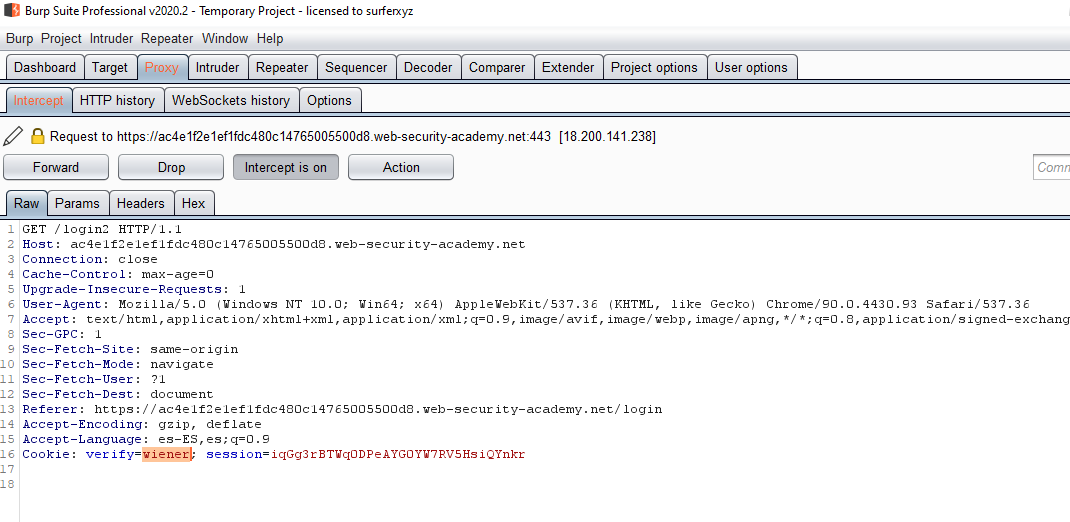 Burp Suite Professional v2020.2 - Temporary Project - licensed to surferxyz
Burp Project Intruder Repeater Window Help
Dashboard Target Proxy Intruder Repeater Sequencer Decoder Comparer Extender Project options User options
Intercept HTTP history WebSockets history Options
Request to https://ac4e1f2e1ef1fdc480c14765005500d8.web-security-academy.net:443 [18.200.141.238]
Forward Drop Intercept is on Action Comm
Raw Params Headers Hex
1 GET /login2 HTTP/1.1
2 Host: ac4e1f2e1ef1fdc480c14765005500d8.web-security-academy.net
3 Connection: close
4 Cache-Control: max-age=0
5 Upgrade-Insecure-Requests: 1
6 User-Agent: Mozilla/5.0 (Windows NT 10.0; Win64; x64) AppleWebKit/537.36 (KHTML, like Gecko) Chrome/90.0.4430.93 Safari/537.36
7 Accept: text/html,application/xhtml+xml,application/xml;q=0.9,image/avif,image/webp,image/apng,*/*;q=0.8,application/signed-exchang
8 Sec-GPC: 1
9 Sec-Fetch-Site: same-origin
10 Sec-Fetch-Mode: navigate
11 Sec-Fetch-User: ?1
12 Sec-Fetch-Dest: document
13 Referer: https://ac4e1f2e1ef1fdc480c14765005500d8.web-security-academy.net/login
14 Accept-Encoding: gzip, deflate
15 Accept-Language: es-ES,es;q=0.9
16 Cookie: verify=wiener; session=iqGg3rBTWqODPeAYGOYW7RV5HsiQYnkr
17
18